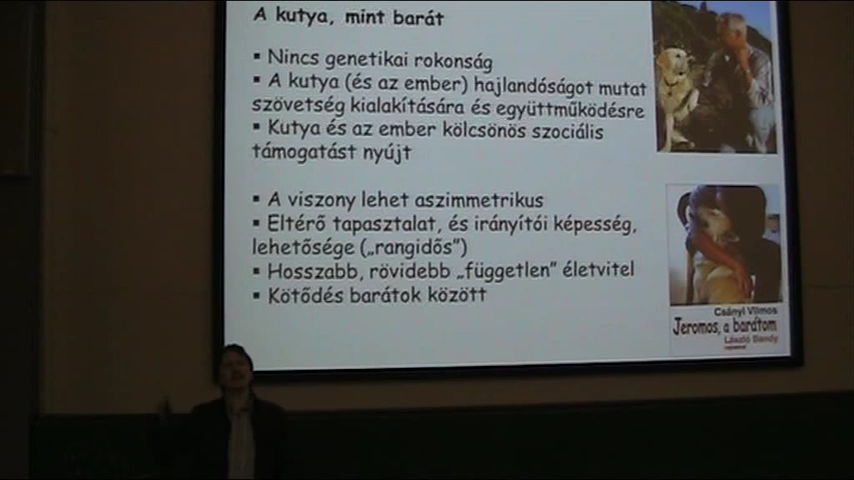 A kutya, mint barát
▪ Nincs genetikai rokonság
▪ A kutya (és az ember) hajlandóságot mutat
szövetség kialakítására és együttműködésre
▪ Kutya és az ember kölcsönös szociális
támogatást nyújt
▪ A viszony lehet aszimmetrikus
▪ Eltérő tapasztalat, és irányítói képesség,
lehetősége („rangidős”)
▪ Hosszabb, rövidebb „független” életvitel
▪ Kötődés barátok között
Csányi Vilmos
Jeromos, a barátom
László Bandy